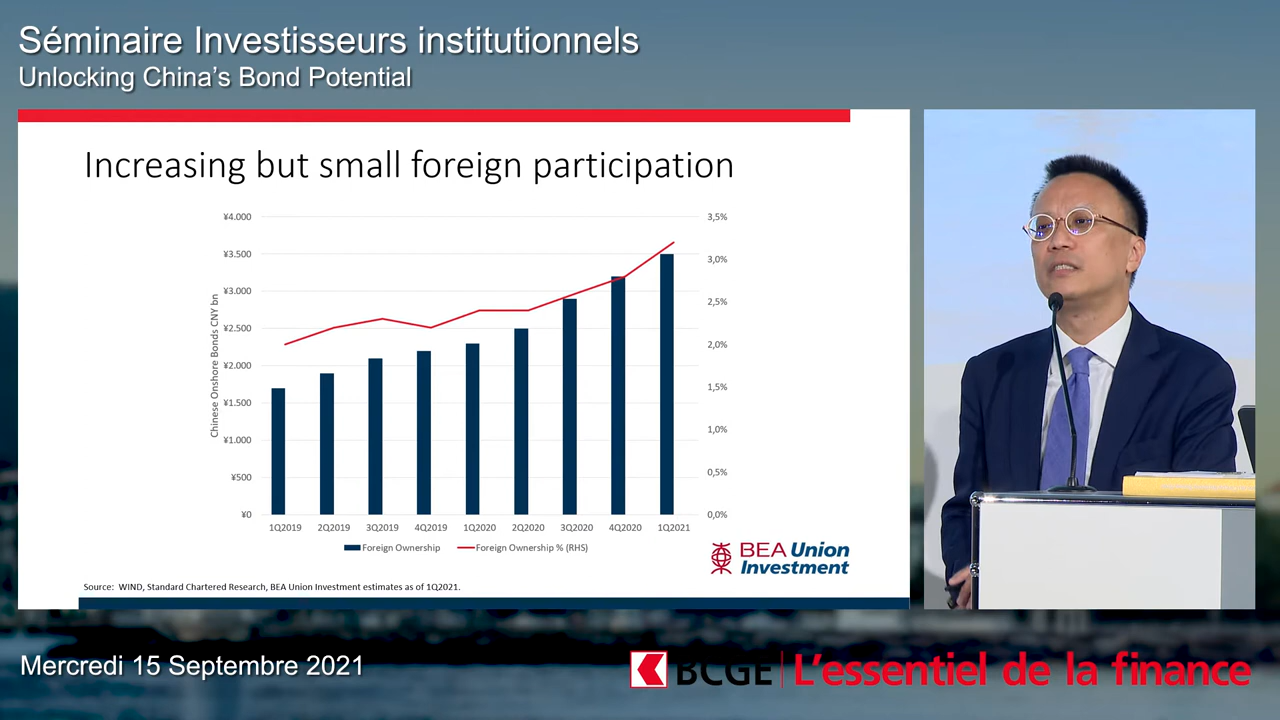 Séminaire Investisseurs institutionnels
Unlocking China's Bond Potential
Increasing but small foreign participation
Chinese Onshore Bonds CNY bn
¥4.000
¥3.500
¥3.000
¥2.500
¥2.000
¥1.500
¥1.000
¥500
¥0
3,5%
3,0%
2,5%
2,0%
1,5%
1,0%
0,5%
0,0%
1Q2019 2Q2019 3Q2019 4Q2019 1Q2020 2Q2020 3Q2020 4Q2020 1Q2021
Foreign Ownership Foreign Ownership % (RHS)
BEA Union
Investment
Source: WIND, Standard Chartered Research, BEA Union Investment estimates as of 1Q2021.
Mercredi 15 Septembre 2021
BCGE L'essentiel de la finance